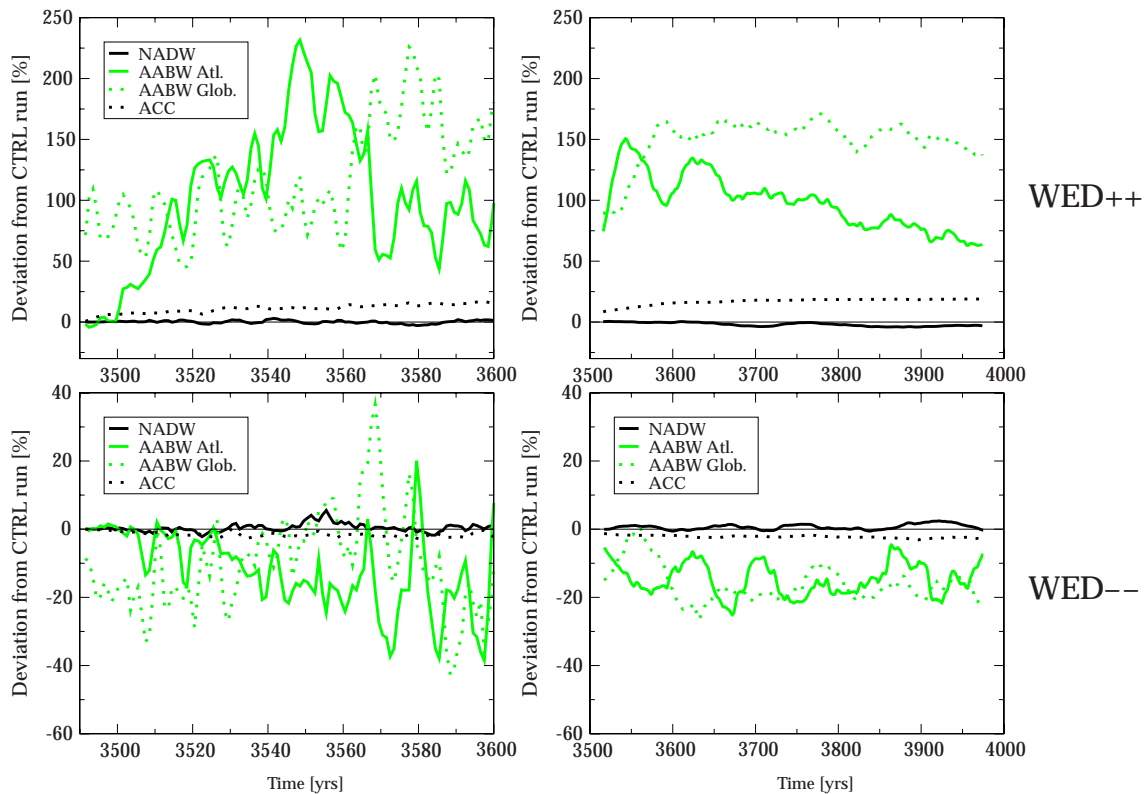 250
200
150
100
50
0
Deviation from CTRL run [%]
NADW
AABW Atl.
AABW Glob.
ACC
3500 3520 3540 3560 3580 3600
250
200
150
100
50
0
Deviation from CTRL run [%]
3500 3600 3700 3800 3900 4000
WED++
40
20
0
-20
-40
-60
Deviation from CTRL run [%]
NADW
AABW Atl.
AABW Glob.
ACC
3500 3520 3540 3560 3580 3600
Time [yrs]
40
20
0
-20
-40
-60
Deviation from CTRL run [%]
NADW
AABW Atl.
AABW Glob.
ACC
3500 3600 3700 3800 3900 4000
Time [yrs]
WED−−